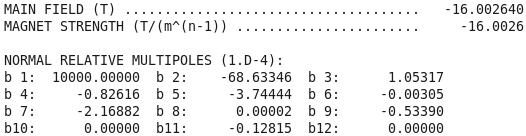 MAIN FIELD (T) ...................................   -16.002640
MAGNET STRENGTH (T/(m^(n-1)) ......................     -16.0026
NORMAL RELATIVE MULTIPOLES (1.D-4):
b 1:  10000.00000  b 2:    -68.63346  b 3:      1.05317
b 4:     -0.82616  b 5:     -3.74444  b 6:     -0.00305
b 7:     -2.16882  b 8:      0.00002  b 9:     -0.53390
b10:      0.00000  b11:     -0.12815  b12:      0.00000